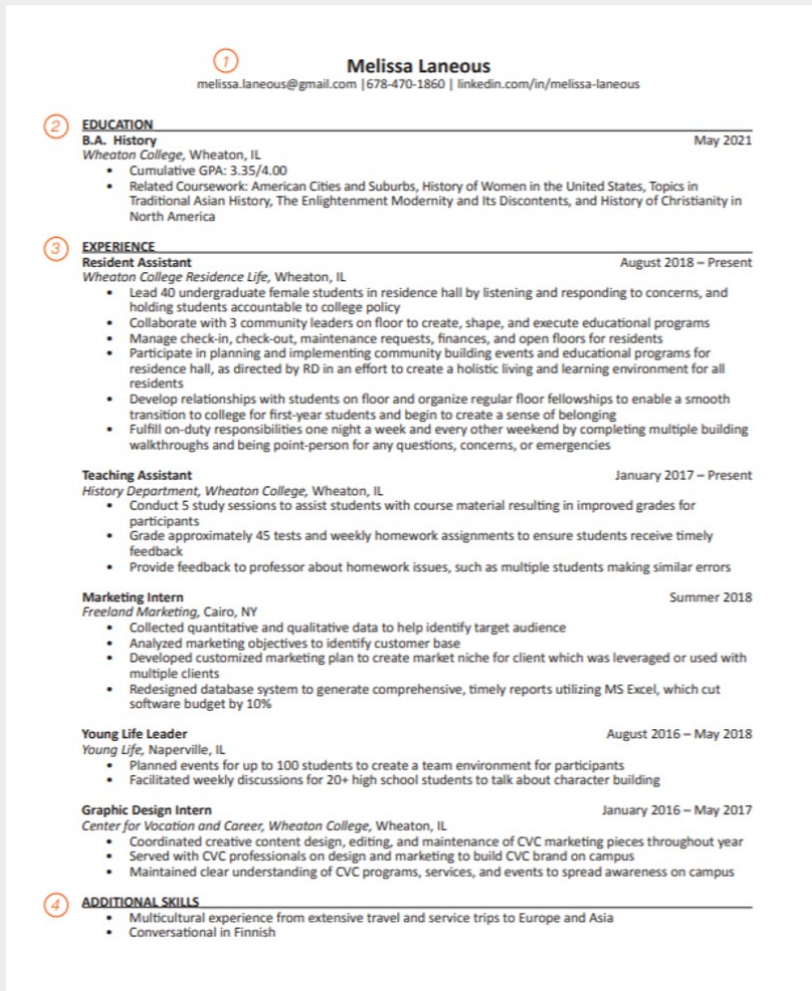 1
Melissa Laneous
melissa.laneous@gmail.com |678-470-1860 | linkedin.com/in/melissa-laneous
2
EDUCATION
B.A. History May 2021
Wheaton College, Wheaton, IL
• Cumulative GPA: 3.35/4.00
• Related Coursework: American Cities and Suburbs, History of Women in the United States, Topics in
Traditional Asian History, The Enlightenment Modernity and Its Discontents, and History of Christianity in
North America
3
EXPERIENCE
Resident Assistant August 2018 – Present
Wheaton College Residence Life, Wheaton, IL
• Lead 40 undergraduate female students in residence hall by listening and responding to concerns, and
holding students accountable to college policy
• Collaborate with 3 community leaders on floor to create, shape, and execute educational programs
• Manage check-in, check-out, maintenance requests, finances, and open floors for residents
• Participate in planning and implementing community building events and educational programs for
residence hall, as directed by RD in an effort to create a holistic living and learning environment for all
residents
• Develop relationships with students on floor and organize regular floor fellowships to enable a smooth
transition to college for first-year students and begin to create a sense of belonging
• Fulfill on-duty responsibilities one night a week and every other weekend by completing multiple building
walkthroughs and being point-person for any questions, concerns, or emergencies
Teaching Assistant January 2017 – Present
History Department, Wheaton College, Wheaton, IL
• Conduct 5 study sessions to assist students with course material resulting in improved grades for
participants
• Grade approximately 45 tests and weekly homework assignments to ensure students receive timely
feedback
• Provide feedback to professor about homework issues, such as multiple students making similar errors
Marketing Intern Summer 2018
Freeland Marketing, Cairo, NY
• Collected quantitative and qualitative data to help identify target audience
• Analyzed marketing objectives to identify customer base
• Developed customized marketing plan to create market niche for client which was leveraged or used with
multiple clients
• Redesigned database system to generate comprehensive, timely reports utilizing MS Excel, which cut
software budget by 10%
Young Life Leader August 2016 – May 2018
Young Life, Naperville, IL
• Planned events for up to 100 students to create a team environment for participants
• Facilitated weekly discussions for 20+ high school students to talk about character building
Graphic Design Intern January 2016 – May 2017
Center for Vocation and Career, Wheaton College, Wheaton, IL
• Coordinated creative content design, editing, and maintenance of CVC marketing pieces throughout year
• Served with CVC professionals on design and marketing to build CVC brand on campus
• Maintained clear understanding of CVC programs, services, and events to spread awareness on campus
4
ADDITIONAL SKILLS
• Multicultural experience from extensive travel and service trips to Europe and Asia
• Conversational in Finnish